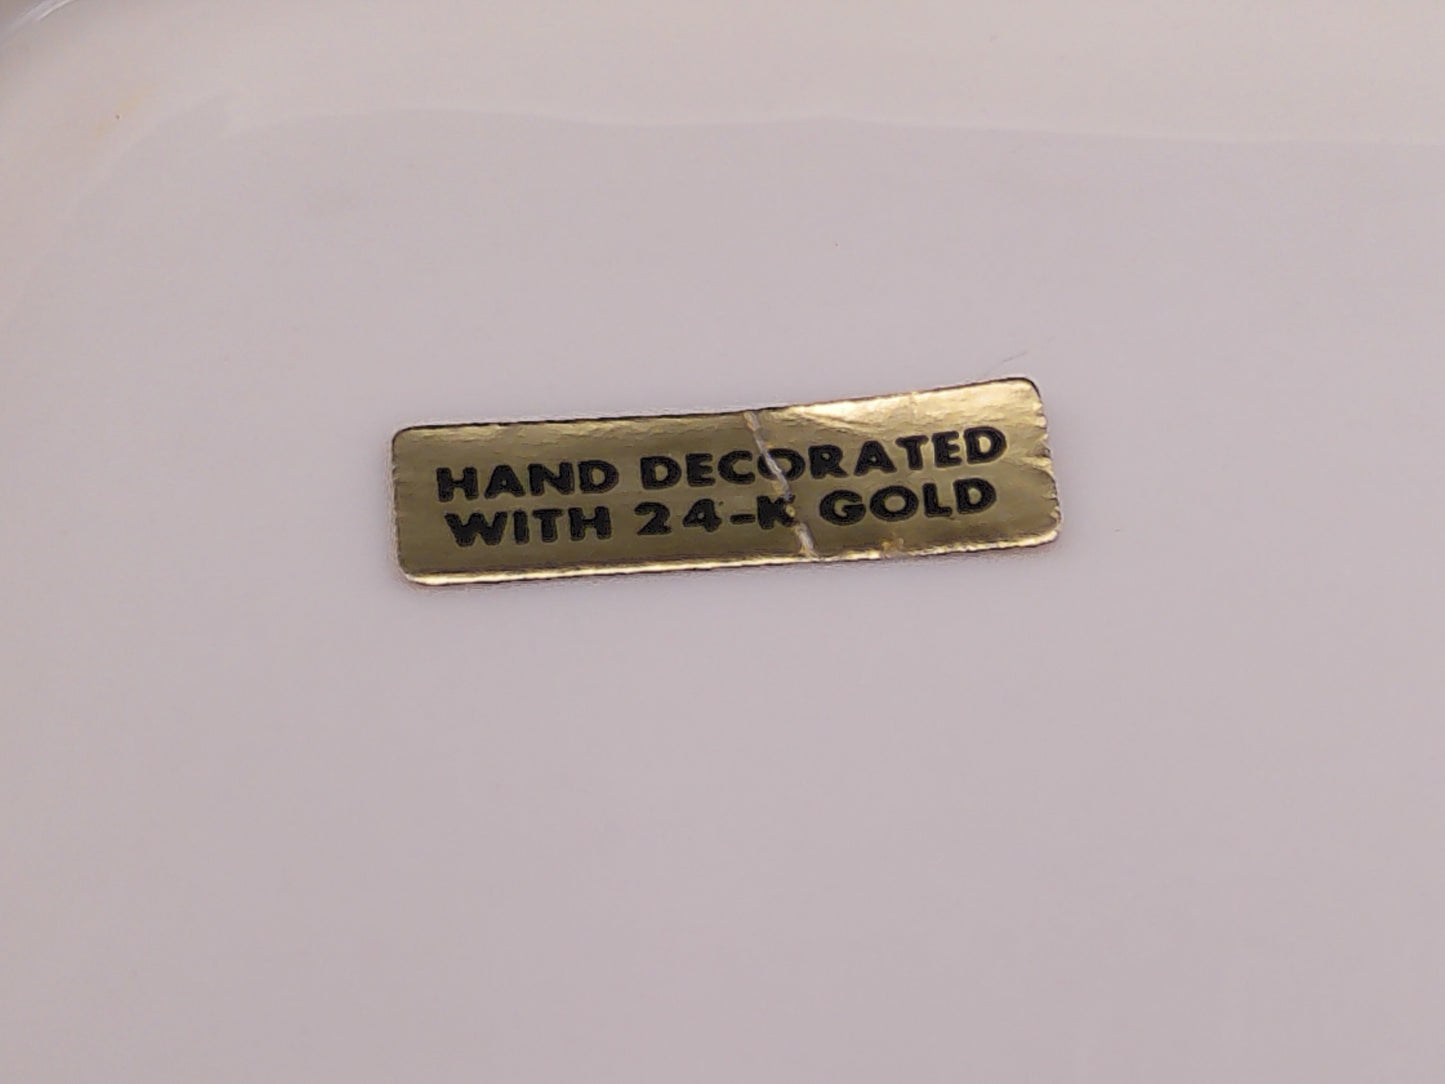 HAND DECORATED
WITH 24-K GOLD